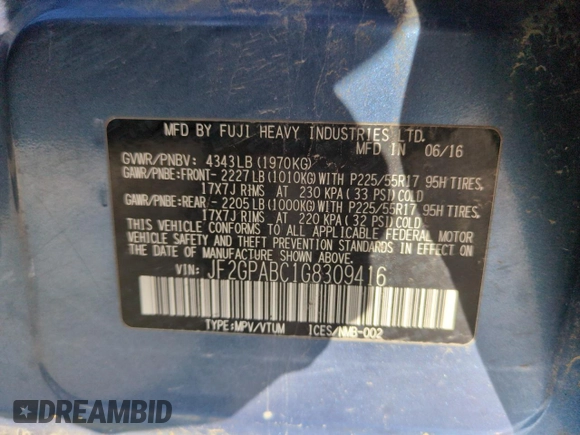 MFD BY FUJI HEAVY INDUSTRIES LTD.
MFD IN 06/16
GVWR/PNBV: 4343LB(1970KG)
GAWR/PNBE:FRONT- 2227LB(1010KG) WITH P225/55R17 95H TIRES,
17X7J RIMS AT 230 KPA(33 PSI)COLD
GAWR/PNBE:REAR - 2205LB(1000KG) WITH P225/55R17 95H TIRES,
17X7J RIMS AT 220 KPA(32 PSI)COLD
THIS VEHICLE CONFORMS TO ALL APPLICABLE FEDERAL MOTOR
VEHICLE SAFETY AND THEFT PREVENTION STANDARDS IN EFFECT ON
THE DATE OF MANUFACTURE SHOWN ABOVE.
VIN: JF2GPABC1G8309416
TYPE:MPV/VTUM ICES/NMB-002
DREAMBID